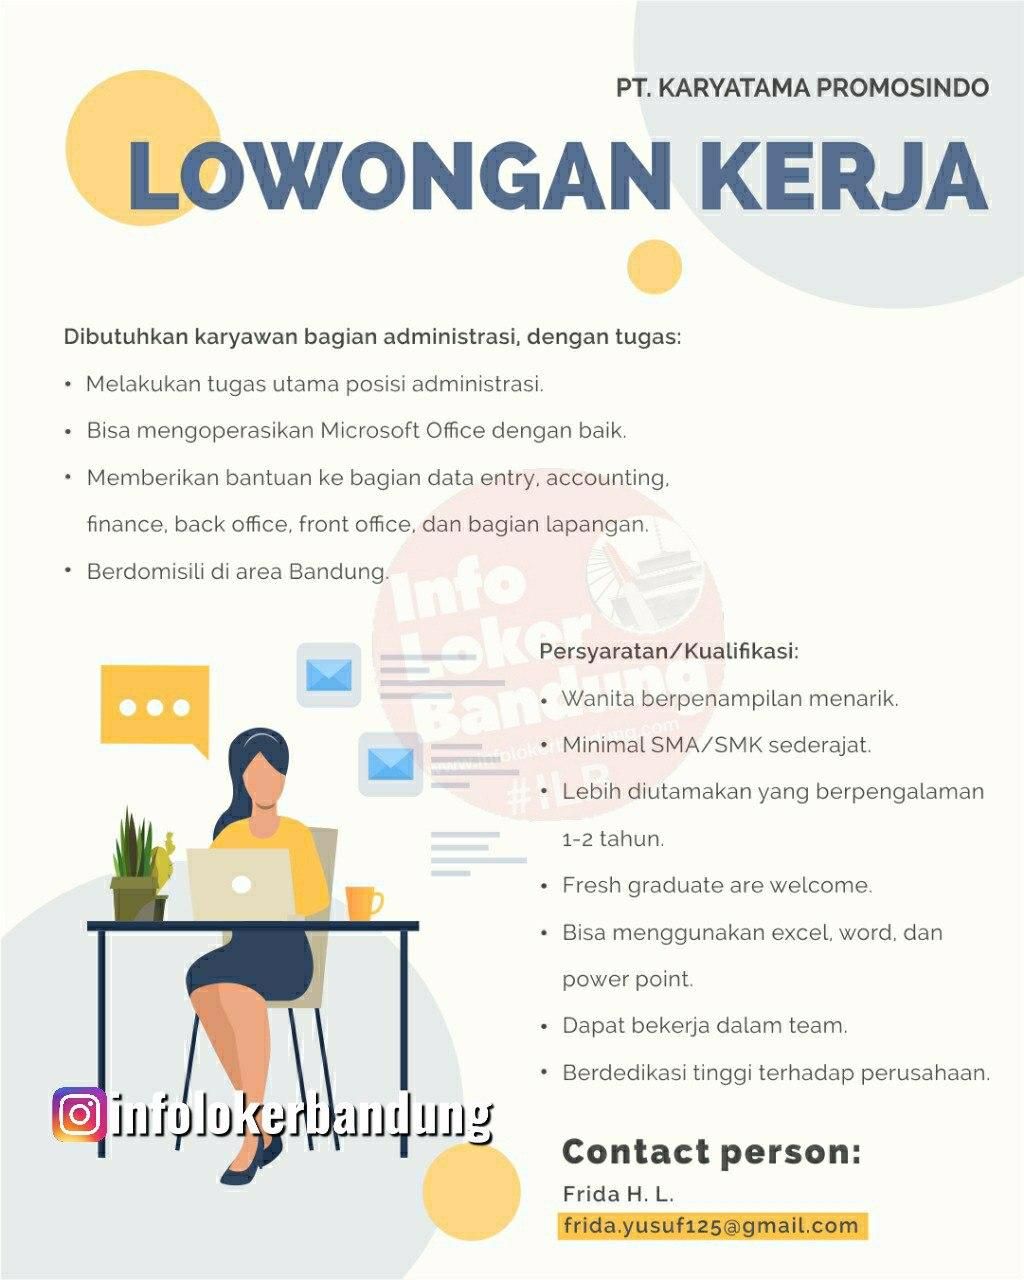 PT. KARYATAMA PROMOSINDO
LOWONGAN KERJA
Dibutuhkan karyawan bagian administrasi, dengan tugas:
• Melakukan tugas utama posisi administrasi.
• Bisa mengoperasikan Microsoft Office dengan baik.
• Memberikan bantuan ke bagian data entry, accounting,
finance, back office, front office, dan bagian lapangan.
• Berdomisili di area Bandung.
Info
Loker
Bandung
www.infolokerbandung.com
#ILB
Persyaratan/Kualifikasi:
• Wanita berpenampilan menarik.
• Minimal SMA/SMK sederajat.
• Lebih diutamakan yang berpengalaman
1-2 tahun.
• Fresh graduate are welcome.
• Bisa menggunakan excel, word, dan
power point.
• Dapat bekerja dalam team.
• Berdedikasi tinggi terhadap perusahaan.
infolokerbandung
Contact person:
Frida H. L.
frida.yusuf125@gmail.com